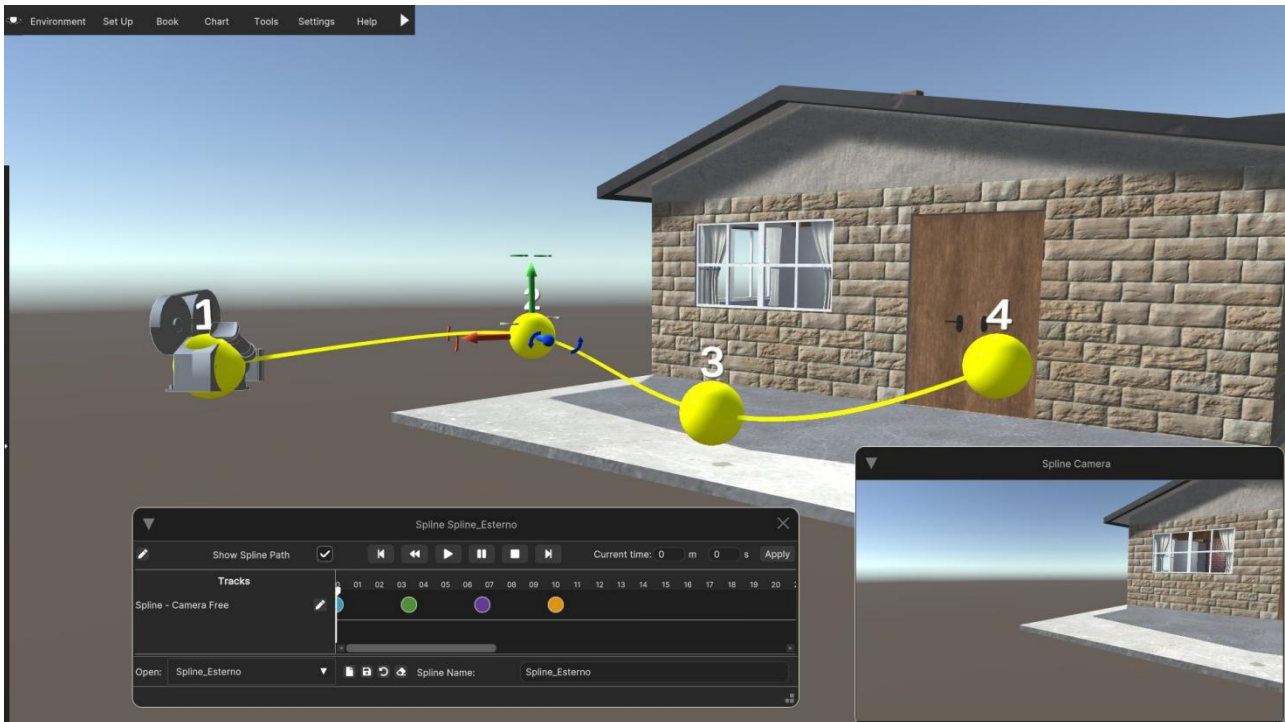 Environment Set Up Book Chart Tools Settings Help
1
2
3
4
Spline Camera
Spline Spline_Esterno
Show Spline Path Current time: 0 m 0 s Apply
Tracks
0 01 02 03 04 05 06 07 08 09 10 11 12 13 14 15 16 17 18 19 20
Spline - Camera Free
Open: Spline_Esterno Spline Name: Spline_Esterno